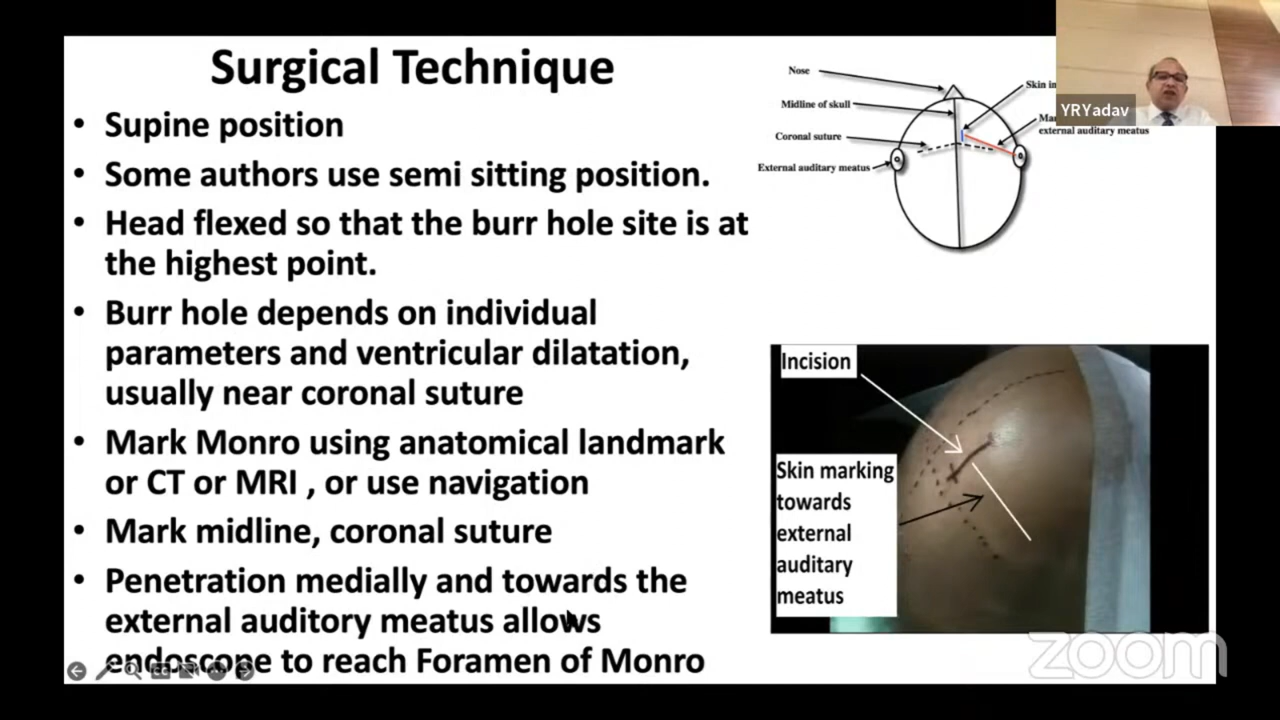 Surgical Technique
• Supine position
• Some authors use semi sitting position.
• Head flexed so that the burr hole site is at
the highest point.
• Burr hole depends on individual
parameters and ventricular dilatation,
usually near coronal suture
• Mark Monro using anatomical landmark
or CT or MRI , or use navigation
• Mark midline, coronal suture
• Penetration medially and towards the
external auditory meatus allows
endoscope to reach Foramen of Monro
Nose
Midline of skull
Coronal suture
External auditory meatus
Skin
external auditory meatus
YRYadav
Incision
Skin marking
towards
external
auditary
meatus
zoom